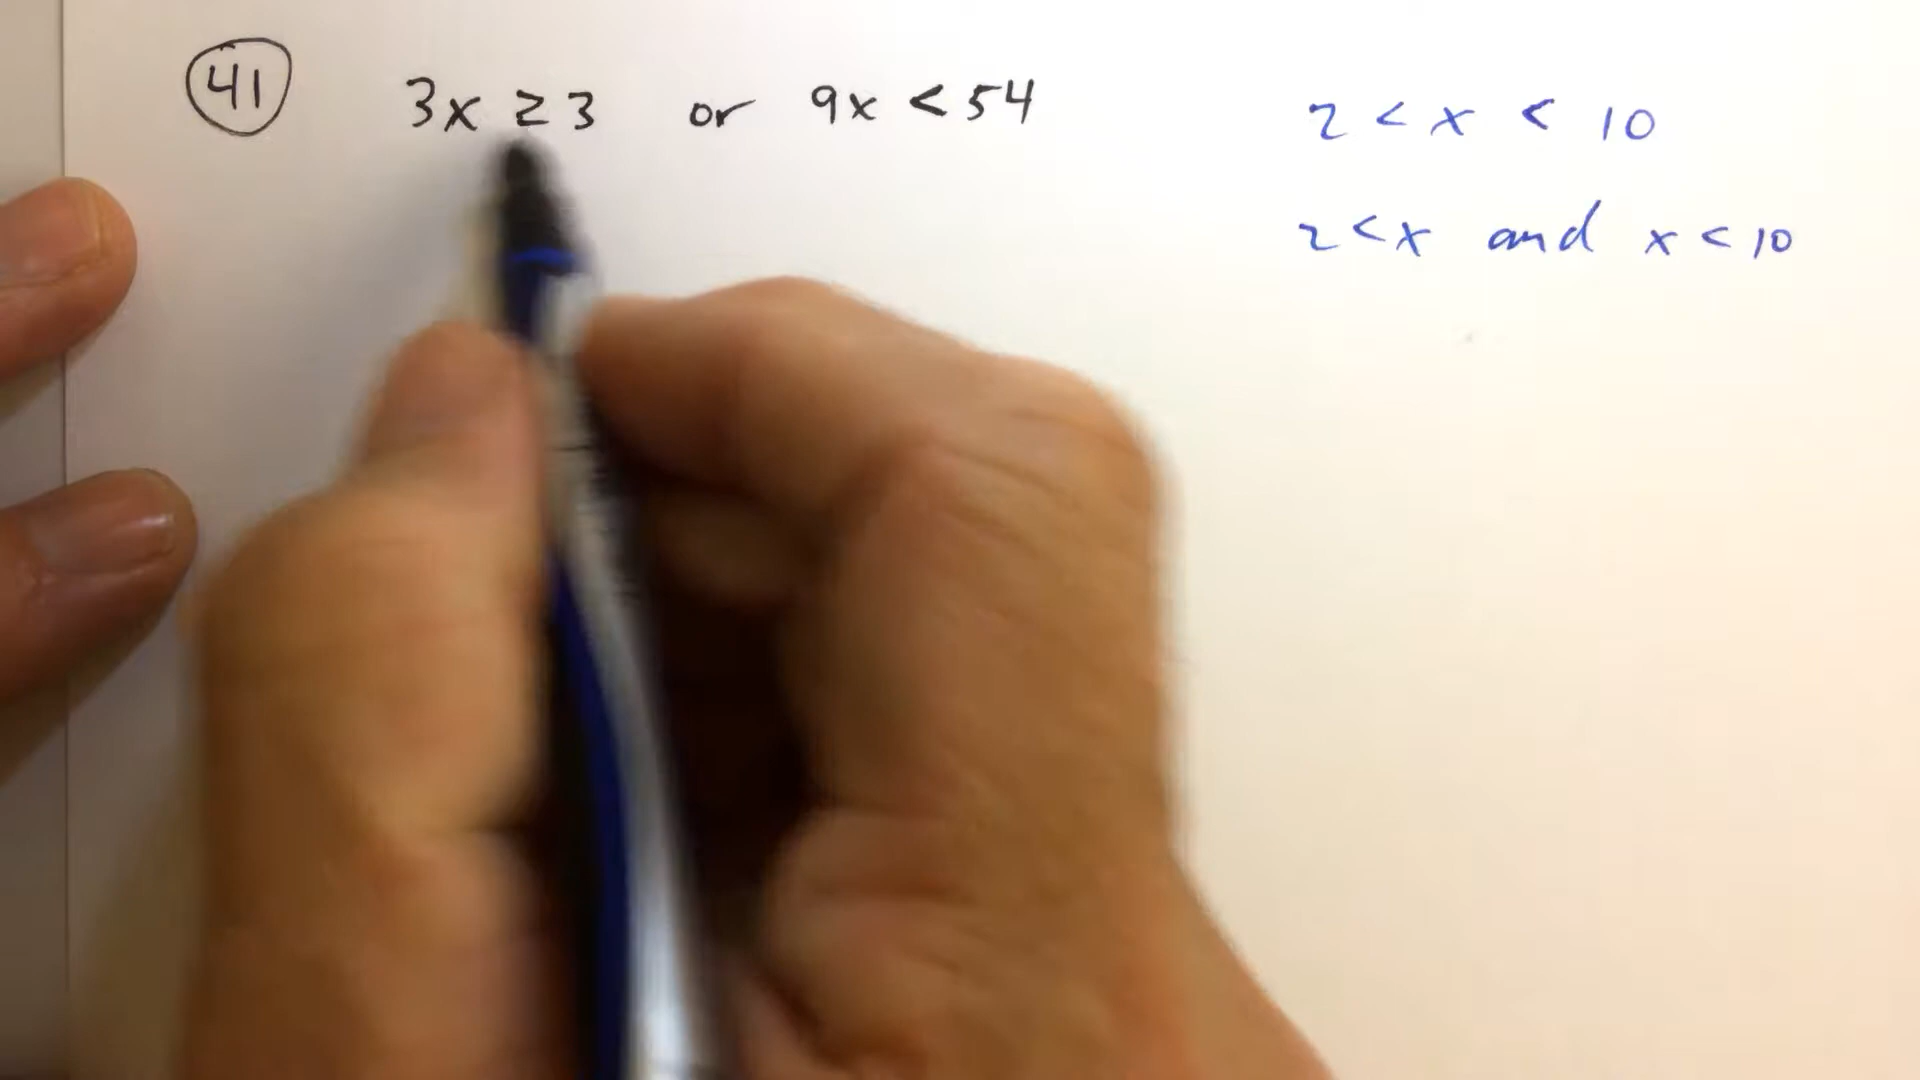 41 3x ≥ 3 or 9x < 54
2 < x < 10
2 < x and x < 10